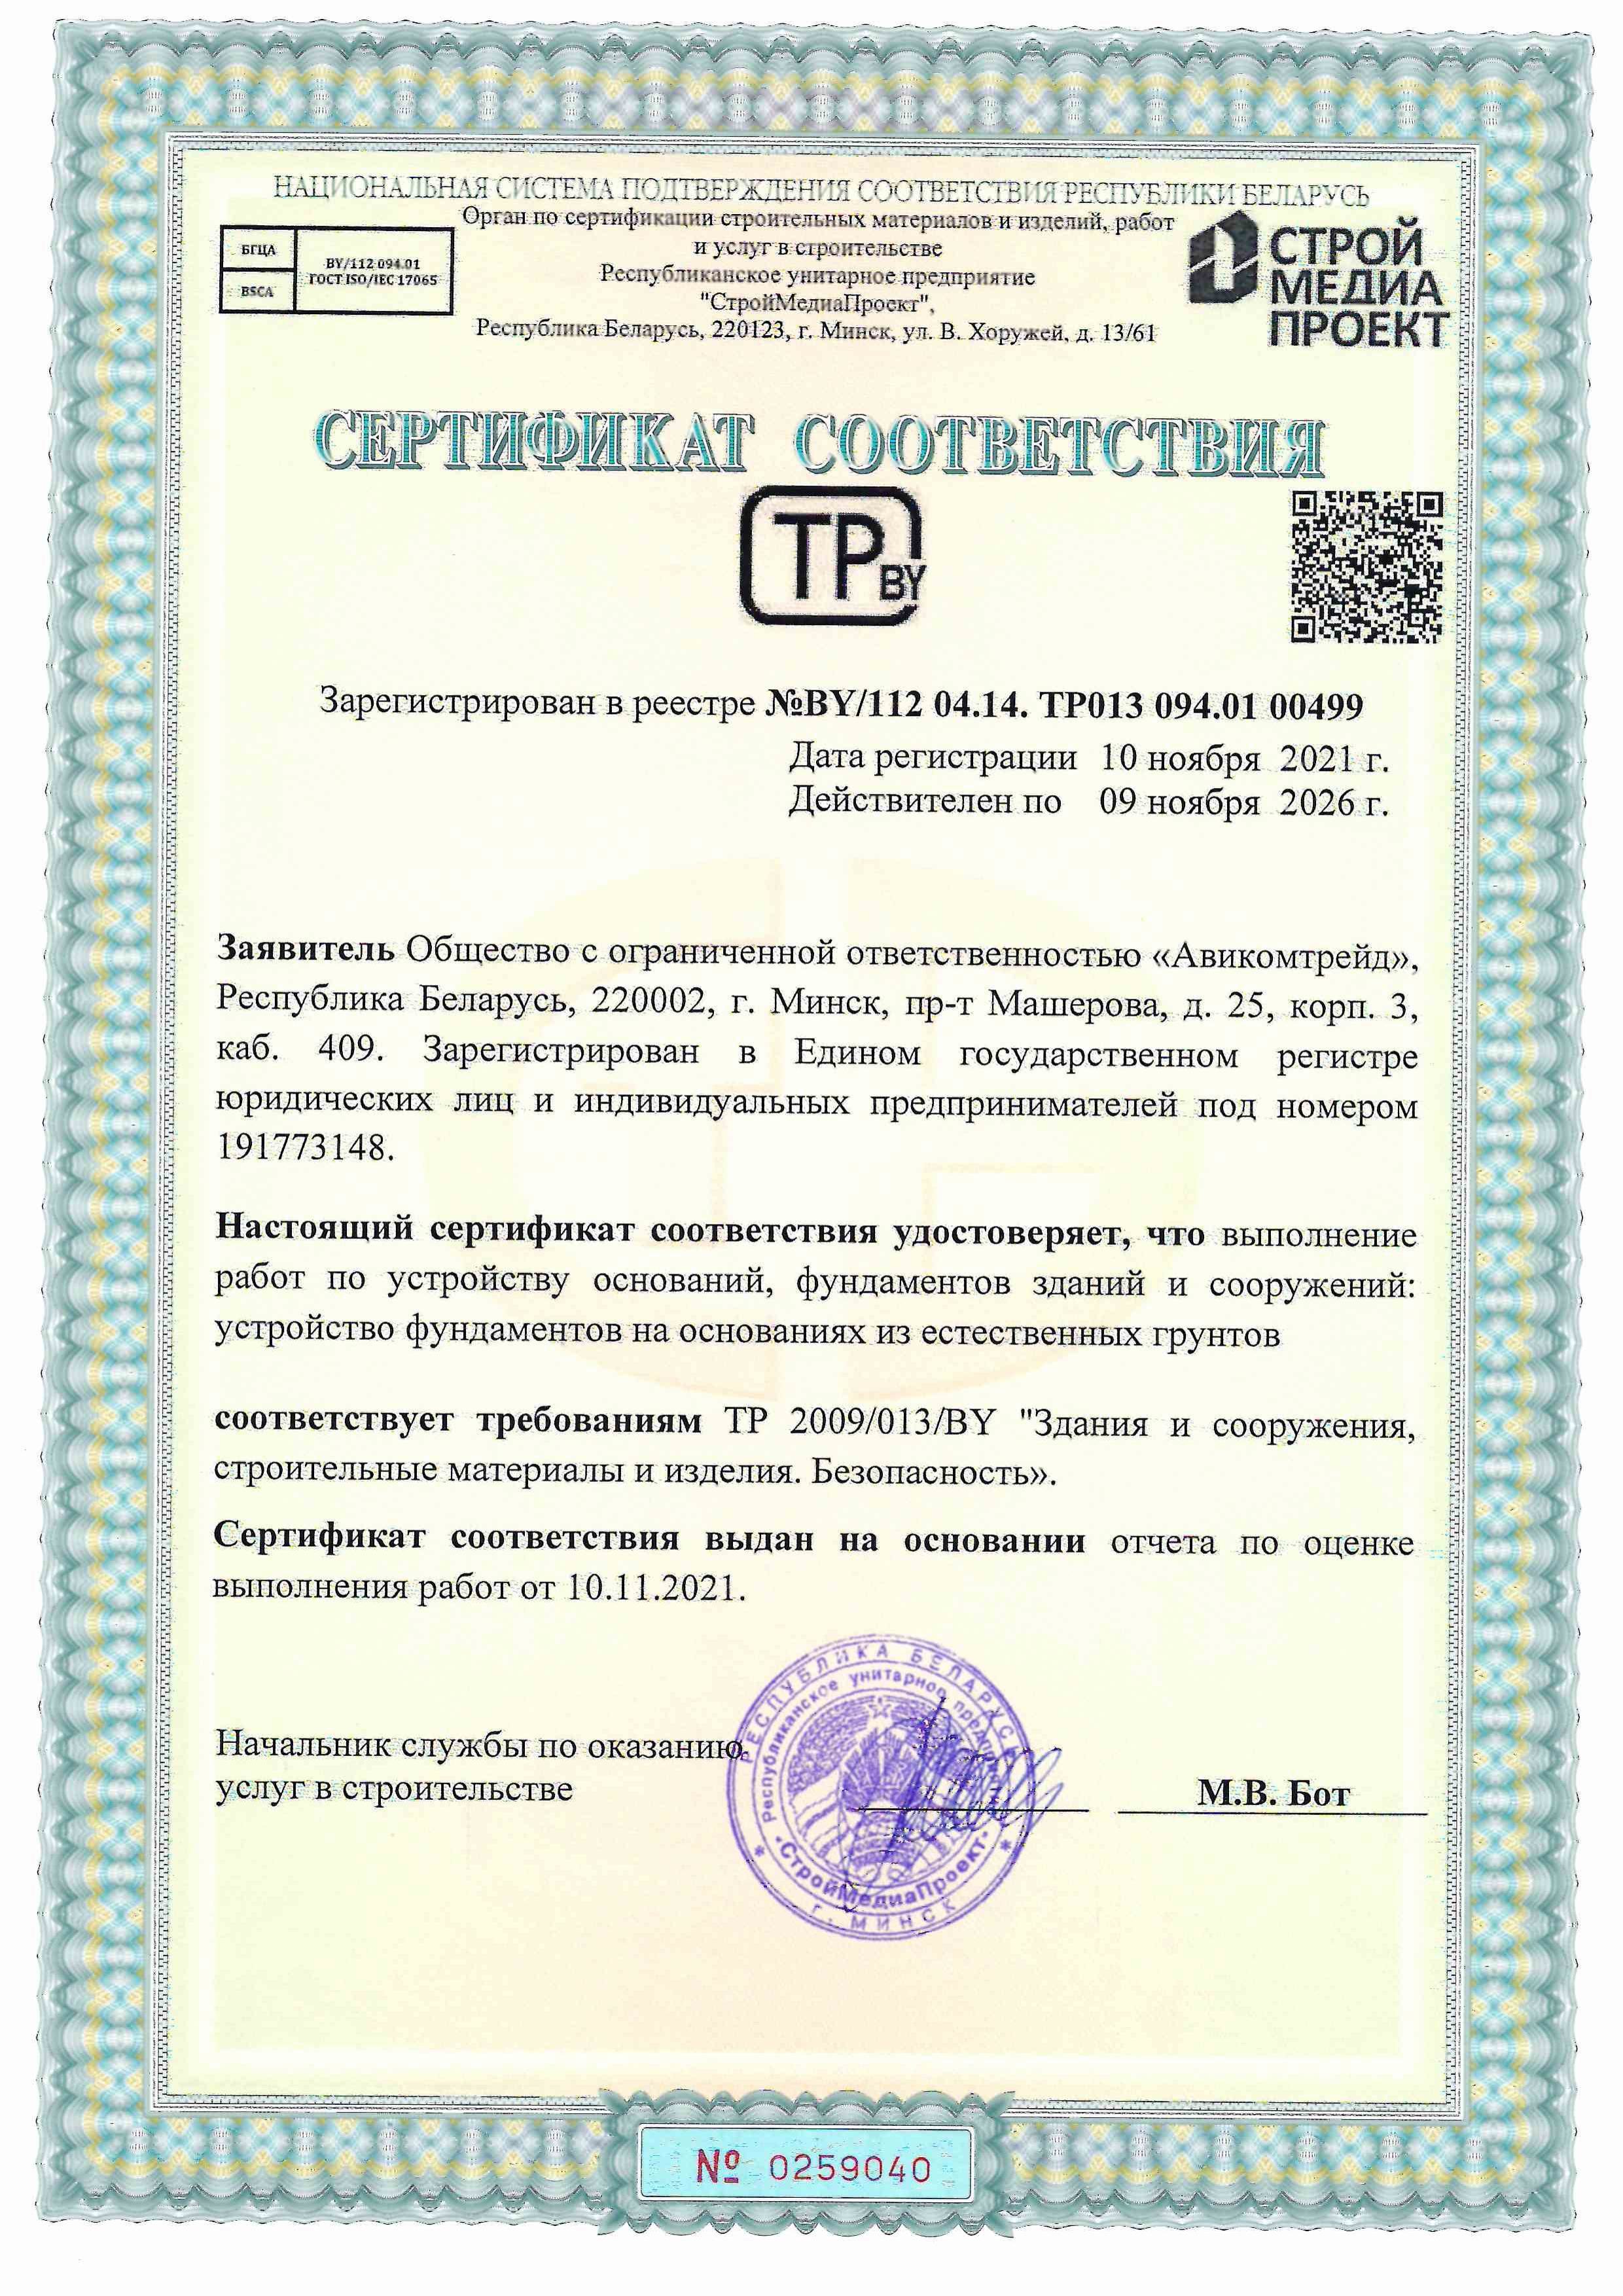 НАЦИОНАЛЬНАЯ СИСТЕМА ПОДТВЕРЖДЕНИЯ СООТВЕТСТВИЯ РЕСПУБЛИКИ БЕЛАРУСЬ
Орган по сертификации строительных материалов и изделий, работ
и услуг в строительстве
Республиканское унитарное предприятие
"СтройМедиаПроект",
Республика Беларусь, 220123, г. Минск, ул. В. Хоружей, д. 13/61
БГЦА
BSCA
BY/112 094.01
ГОСТ ISO/IEC 17065
СТРОЙ
МЕДИА
ПРОЕКТ
СЕРТИФИКАТ СООТВЕТСТВИЯ
ТР BY
Зарегистрирован в реестре №BY/112 04.14. ТР013 094.01 00499
Дата регистрации 10 ноября 2021 г.
Действителен по 09 ноября 2026 г.
Заявитель Общество с ограниченной ответственностью «Авикомтрейд»,
Республика Беларусь, 220002, г. Минск, пр-т Машерова, д. 25, корп. 3,
каб. 409. Зарегистрирован в Едином государственном регистре
юридических лиц и индивидуальных предпринимателей под номером
191773148.
Настоящий сертификат соответствия удостоверяет, что выполнение
работ по устройству оснований, фундаментов зданий и сооружений:
устройство фундаментов на основаниях из естественных грунтов
соответствует требованиям ТР 2009/013/BY "Здания и сооружения,
строительные материалы и изделия. Безопасность».
Сертификат соответствия выдан на основании отчета по оценке
выполнения работ от 10.11.2021.
Начальник службы по оказанию
услуг в строительстве
М.В. Бот
РЕСПУБЛИКА БЕЛАРУСЬ
Республиканское унитарное
«СтройМедиаПроект»
г. МИНСК
№ 0259040